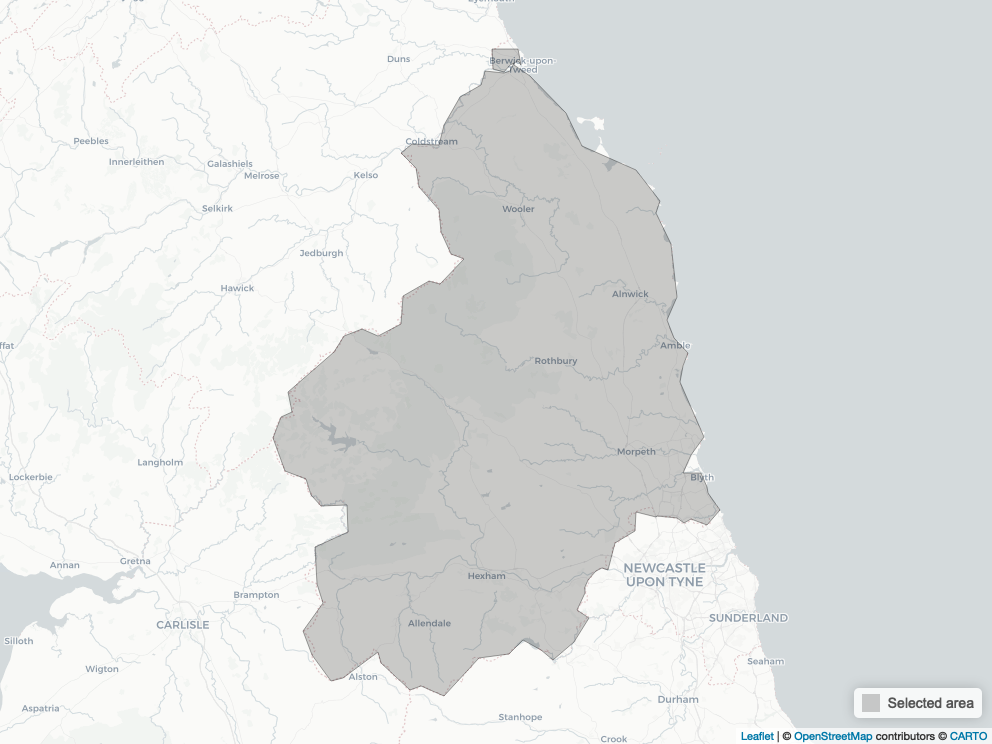 Eyemouth
Duns
Berwick-upon
Tweed
Peebles
Coldstream
Innerleithen
Galashiels
Melrose
Kelso
Selkirk
Wooler
Jedburgh
Hawick
Alnwick
ffat
Amble
Rothbury
Morpeth
Langholm
Lockerbie
Blyth
Annan
Gretna
NEWCASTLE
UPON TYNE
Hexham
Brampton
CARLISLE
Allendale
SUNDERLAND
Silloth
Seaham
Wigton
Alston
Durham
Aspatria
Stanhope
Crook
Selected area
Leaflet | © OpenStreetMap contributors © CARTO